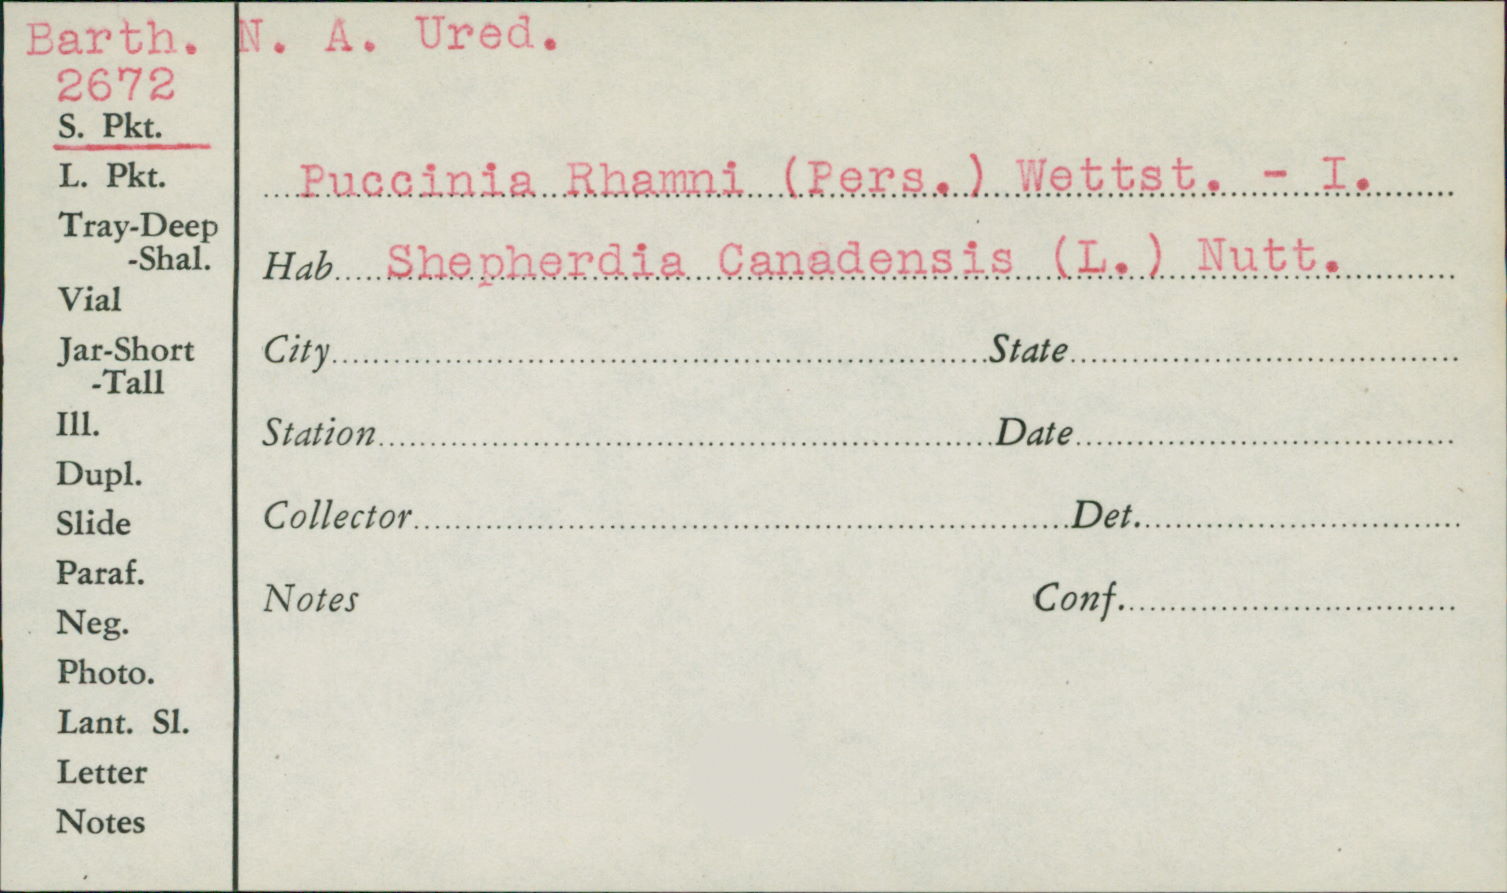 Barth. N. A. Ured.
2672
S. Pkt.
L. Pkt.
Tray-Deep
-Shal.
Vial
Jar-Short
-Tall
Ill.
Dupl.
Slide
Paraf.
Neg.
Photo.
Lant. Sl.
Letter
Notes
Puccinia Rhamni (Pers.) Wettst. - I.
Hab. Shepherdia Canadensis (L.) Nutt.
City State
Station Date
Collector Det.
Notes Conf.